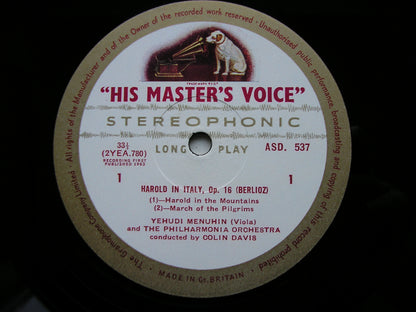 "HIS MASTER'S VOICE"
STEREOPHONIC
LONG PLAY
33⅓
(2YEA.780)
RECORDING FIRST
PUBLISHED 1963
ASD. 537
1
1
HAROLD IN ITALY, Op. 16 (BERLIOZ)
(1)—Harold in the Mountains
(2)—March of the Pilgrims
YEHUDI MENUHIN (Viola)
and THE PHILHARMONIA ORCHESTRA
conducted by COLIN DAVIS
The Gramophone Company Limited · All rights of the Manufacturer and of the Owner of the recorded work reserved · Unauthorised public performance, broadcasting and copying of this record prohibited
MADE IN Gt. BRITAIN